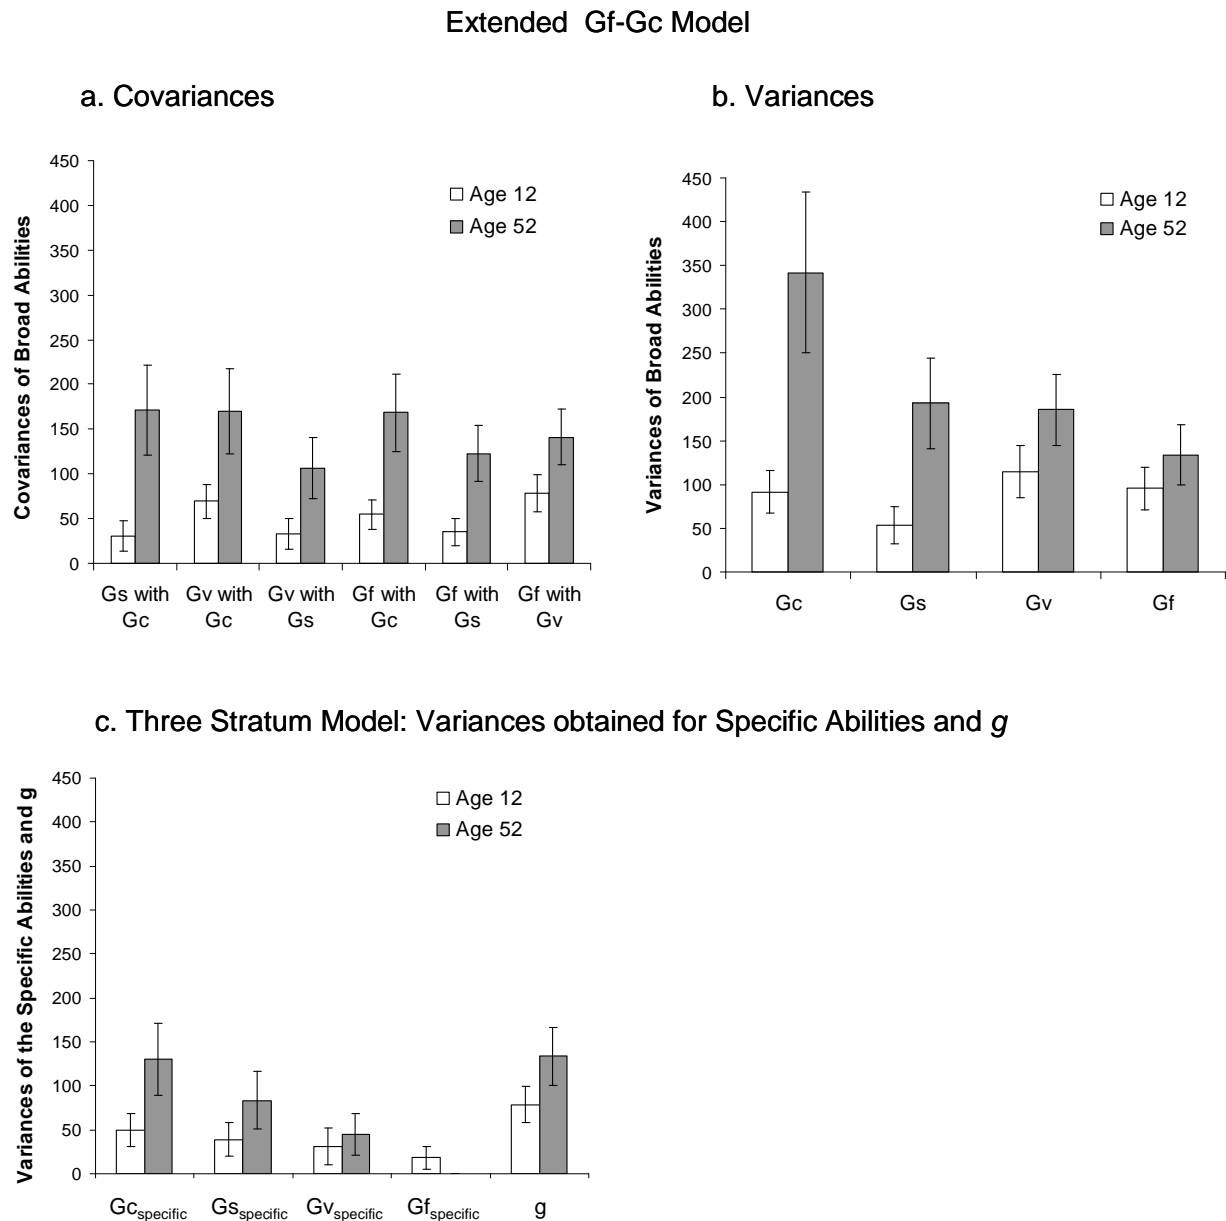 Extended Gf-Gc Model
a. Covariances
Covariances of Broad Abilities
450
400
350
300
250
200
150
100
50
0
Age 12
Age 52
Gs with Gv with Gv with Gf with Gf with Gf with
Gc Gc Gs Gc Gs Gv
b. Variances
Variances of Broad Abilities
450
400
350
300
250
200
150
100
50
0
Age 12
Age 52
Gc Gs Gv Gf
c. Three Stratum Model: Variances obtained for Specific Abilities and g
Variances of the Specific Abilities and g
450
400
350
300
250
200
150
100
50
0
Age 12
Age 52
Gcspecific Gsspecific Gvspecific Gfspecific g